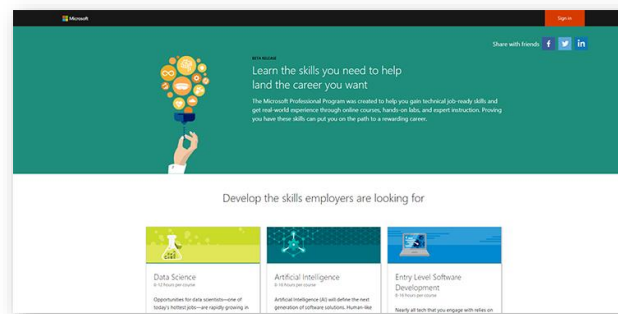 Microsoft
Sign in
Share with friends
BETA RELEASE
Learn the skills you need to help
land the career you want
The Microsoft Professional Program was created to help you gain technical job-ready skills and
get real-world experience through online courses, hands-on labs, and expert instruction. Proving
you have these skills can put you on the path to a rewarding career.
Develop the skills employers are looking for
Data Science
8-12 hours per course
Opportunities for data scientists—one of
today's hottest jobs—are rapidly growing in
Artificial Intelligence
8-16 hours per course
Artificial Intelligence (AI) will define the next
generation of software solutions. Human-like
Entry Level Software
Development
8-16 hours per course
Nearly all tech that you engage with relies on